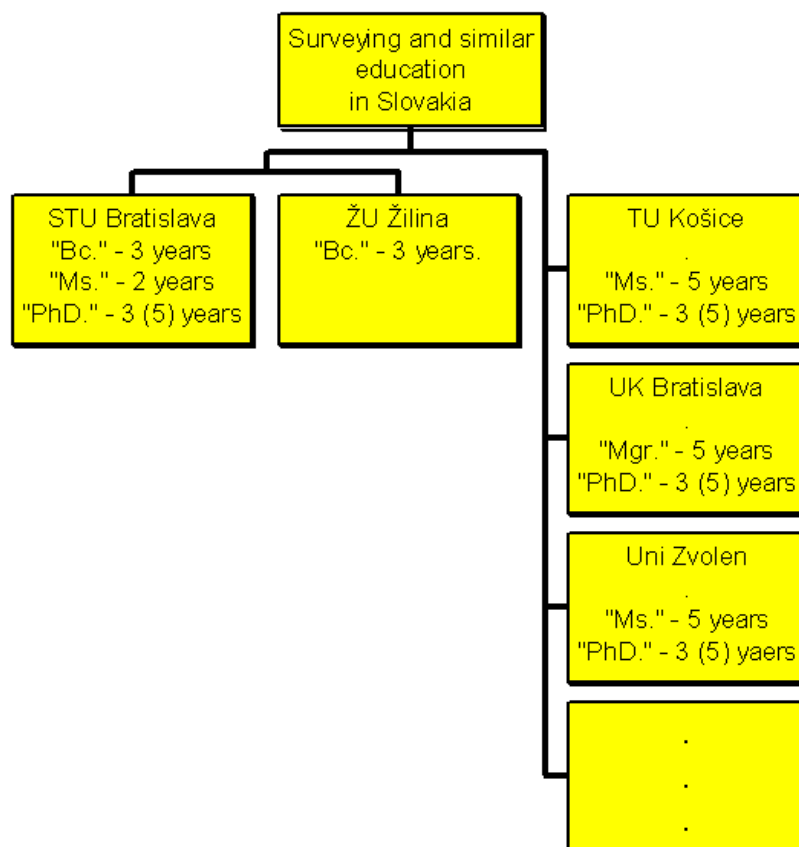 Surveying and similar
education
in Slovakia
STU Bratislava
"Bc." - 3 years
"Ms." - 2 years
"PhD." - 3 (5) years
ŽU Žilina
"Bc." - 3 years.
TU Košice
.
"Ms." - 5 years
"PhD." - 3 (5) years
UK Bratislava
.
"Mgr." - 5 years
"PhD." - 3 (5) years
Uni Zvolen
.
"Ms." - 5 years
"PhD." - 3 (5) yaers
.
.
.